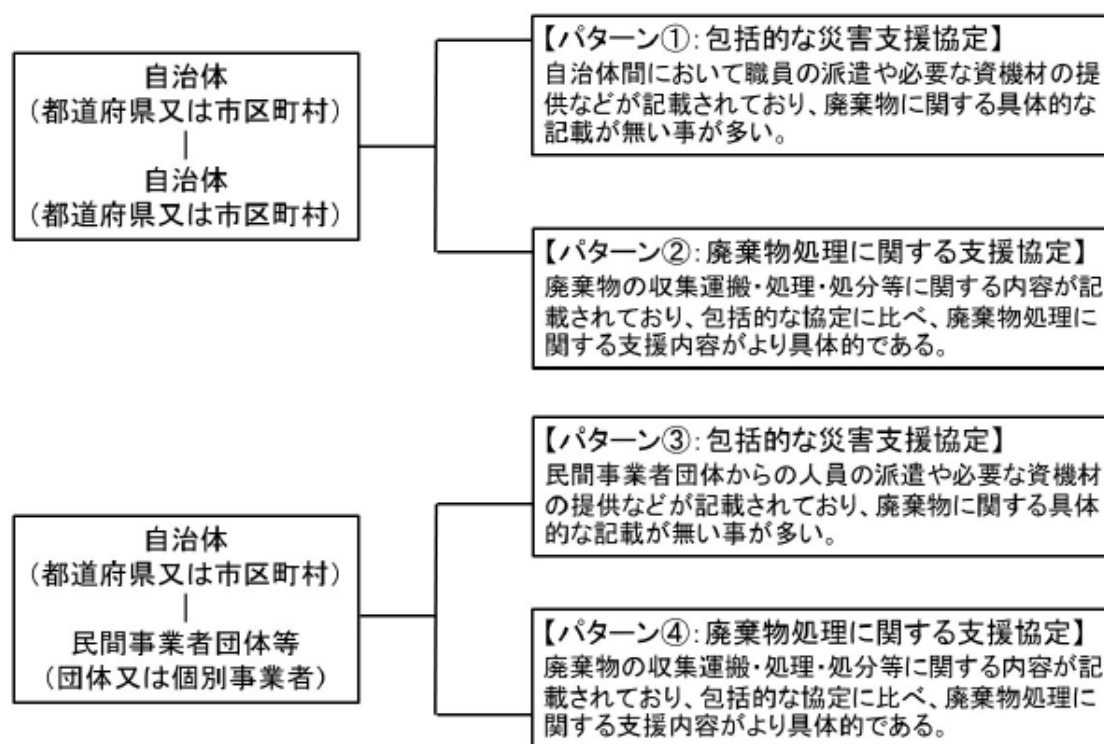 自治体
(都道府県又は市区町村)
|
自治体
(都道府県又は市区町村)
【パターン①:包括的な災害支援協定】
自治体間において職員の派遣や必要な資機材の提
供などが記載されており、廃棄物に関する具体的な
記載が無い事が多い。
【パターン②:廃棄物処理に関する支援協定】
廃棄物の収集運搬・処理・処分等に関する内容が記
載されており、包括的な協定に比べ、廃棄物処理に
関する支援内容がより具体的である。
自治体
(都道府県又は市区町村)
|
民間事業者団体等
(団体又は個別事業者)
【パターン③:包括的な災害支援協定】
民間事業者団体からの人員の派遣や必要な資機材
の提供などが記載されており、廃棄物に関する具体
的な記載が無い事が多い。
【パターン④:廃棄物処理に関する支援協定】
廃棄物の収集運搬・処理・処分等に関する内容が記
載されており、包括的な協定に比べ、廃棄物処理に
関する支援内容がより具体的である。